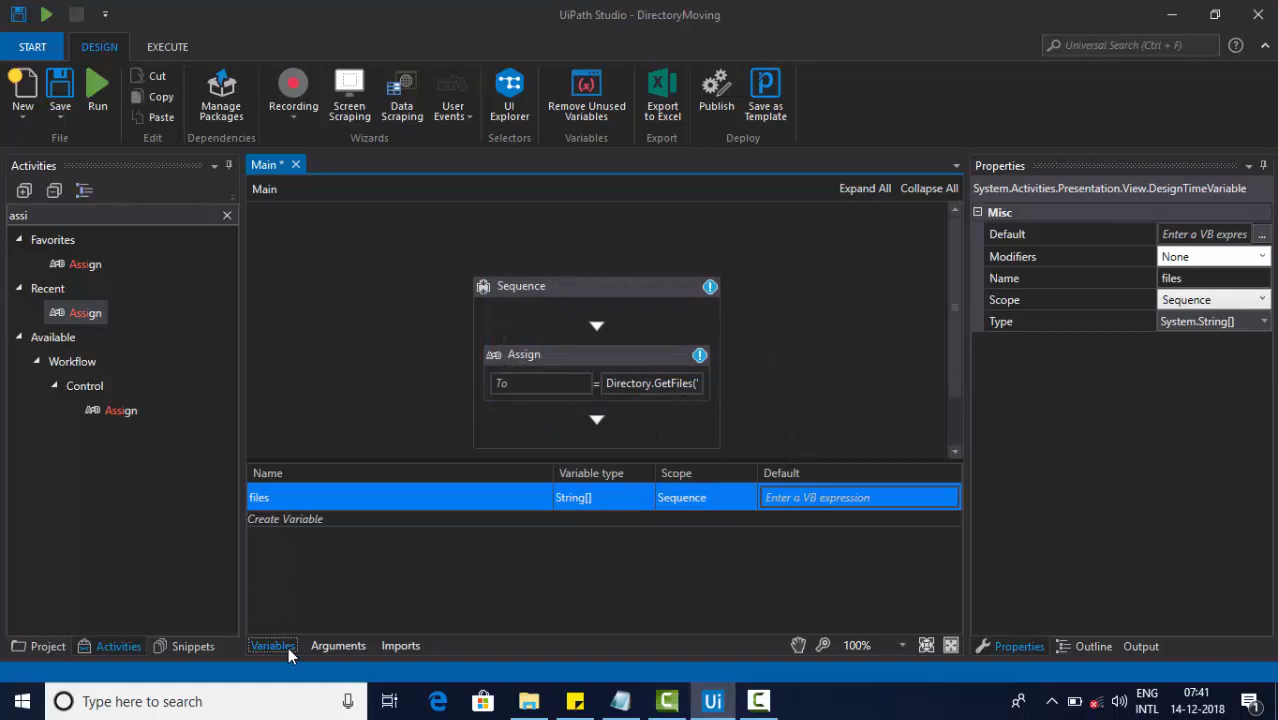 UiPath Studio - DirectoryMoving
START DESIGN EXECUTE
Universal Search (Ctrl + F)
New
Save
Run
Cut
Copy
Paste
Manage Packages
Recording
Screen Scraping
Data Scraping
User Events
UI Explorer
Remove Unused Variables
Export to Excel
Publish
Save as Template
File Edit Dependencies Wizards Selectors Variables Export Deploy
Activities
assi
Favorites
Assign
Recent
Assign
Available
Workflow
Control
Assign
Main *
Main Expand All Collapse All
Sequence
Assign
To = Directory.GetFiles("
Name Variable type Scope Default
files String[] Sequence Enter a VB expression
Create Variable
Properties
System.Activities.Presentation.View.DesignTimeVariable
Misc
Default Enter a VB expres ...
Modifiers None
Name files
Scope Sequence
Type System.String[]
Project Activities Snippets
Variables Arguments Imports 100%
Properties Outline Output
Type here to search
Ui
ENG
INTL
07:41
14-12-2018
1